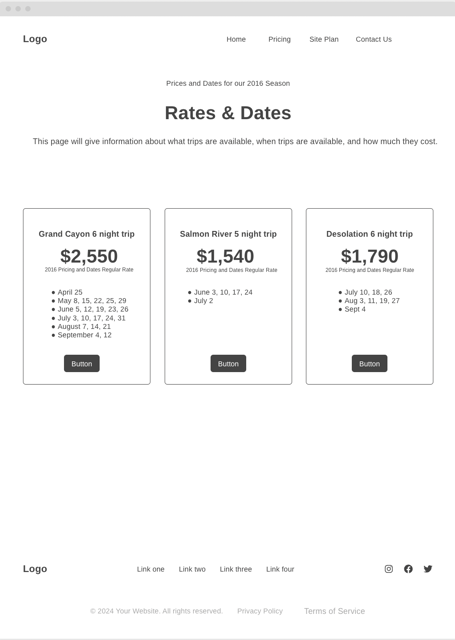 Logo
Home Pricing Site Plan Contact Us
Prices and Dates for our 2016 Season
Rates & Dates
This page will give information about what trips are available, when trips are available, and how much they cost.
Grand Cayon 6 night trip
$2,550
2016 Pricing and Dates Regular Rate
● April 25
● May 8, 15, 22, 25, 29
● June 5, 12, 19, 23, 26
● July 3, 10, 17, 24, 31
● August 7, 14, 21
● September 4, 12
Button
Salmon River 5 night trip
$1,540
2016 Pricing and Dates Regular Rate
● June 3, 10, 17, 24
● July 2
Button
Desolation 6 night trip
$1,790
2016 Pricing and Dates Regular Rate
● July 10, 18, 26
● Aug 3, 11, 19, 27
● Sept 4
Button
Logo
Link one Link two Link three Link four
© 2024 Your Website. All rights reserved. Privacy Policy Terms of Service